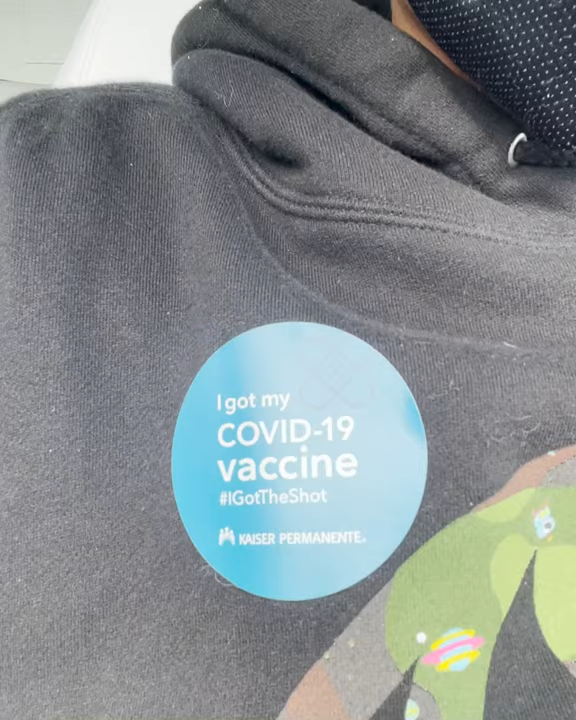 I got my
COVID-19
vaccine
#IGotTheShot
KAISER PERMANENTE®